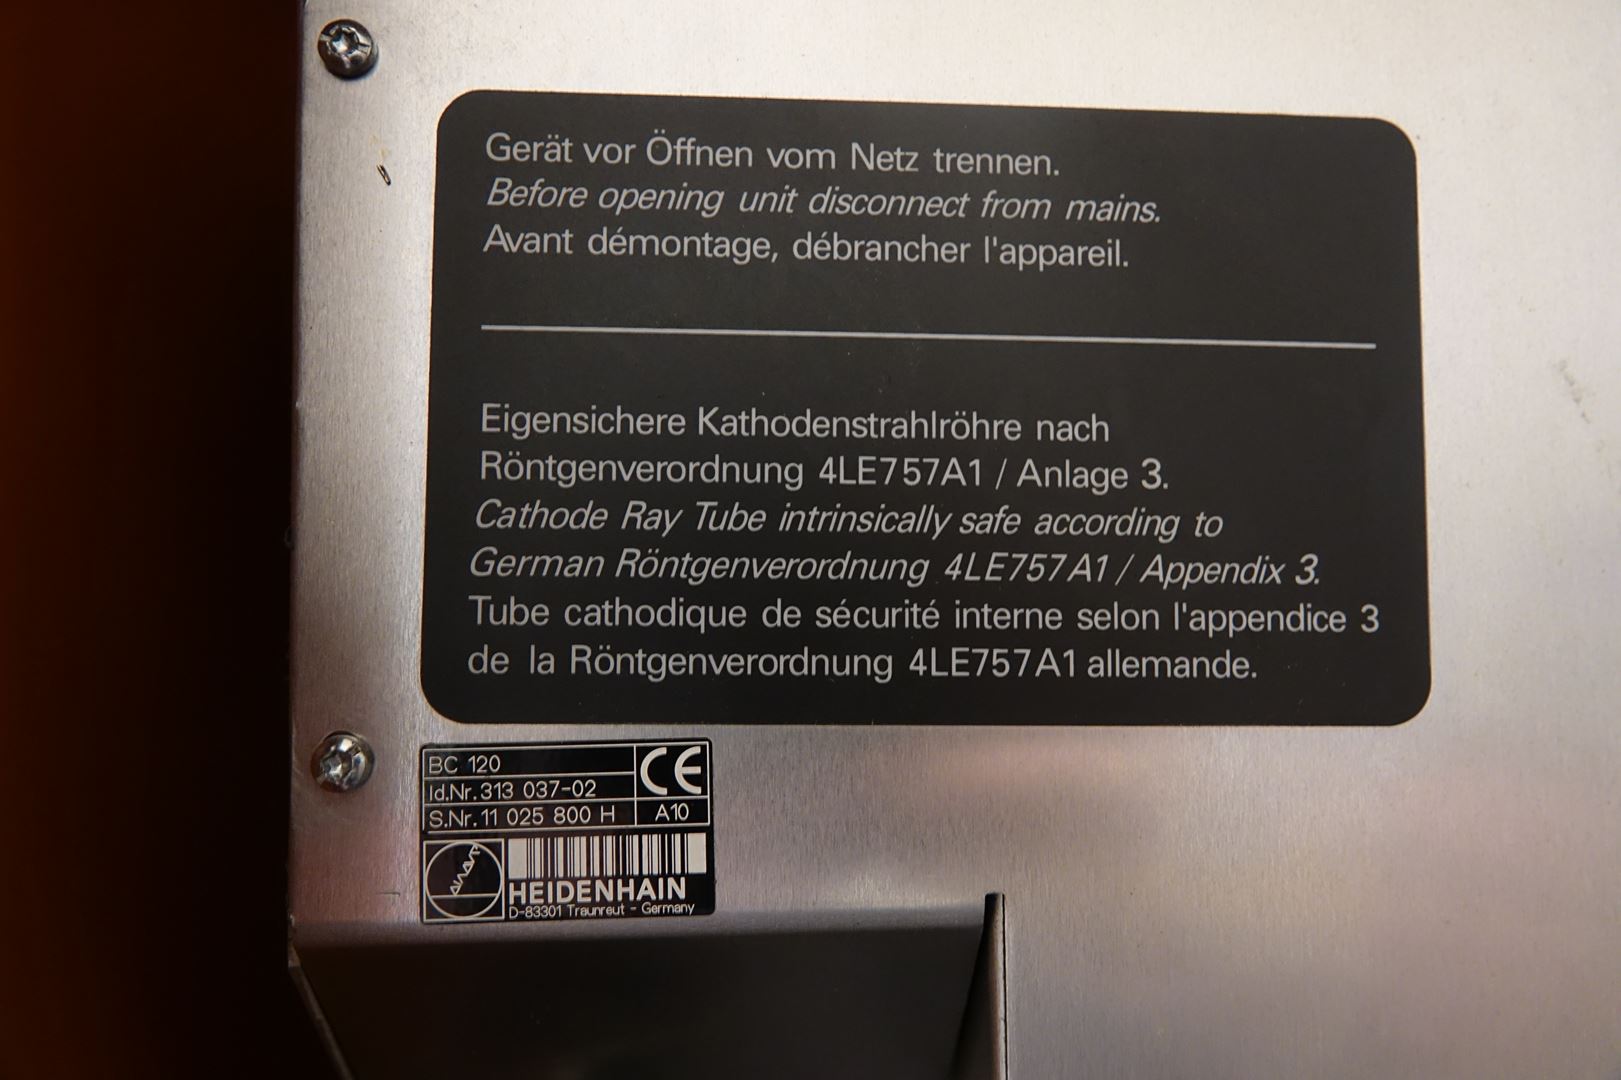 Gerät vor Öffnen vom Netz trennen.
Before opening unit disconnect from mains.
Avant démontage, débrancher l'appareil.
Eigensichere Kathodenstrahlröhre nach
Röntgenverordnung 4LE757A1 / Anlage 3.
Cathode Ray Tube intrinsically safe according to
German Röntgenverordnung 4LE757A1 / Appendix 3.
Tube cathodique de sécurité interne selon l'appendice 3
de la Röntgenverordnung 4LE757A1 allemande.
BC 120
CE
Id.Nr. 313 037-02
S.Nr. 11 025 800 H
A10
HEIDENHAIN
D-83301 Traunreut - Germany